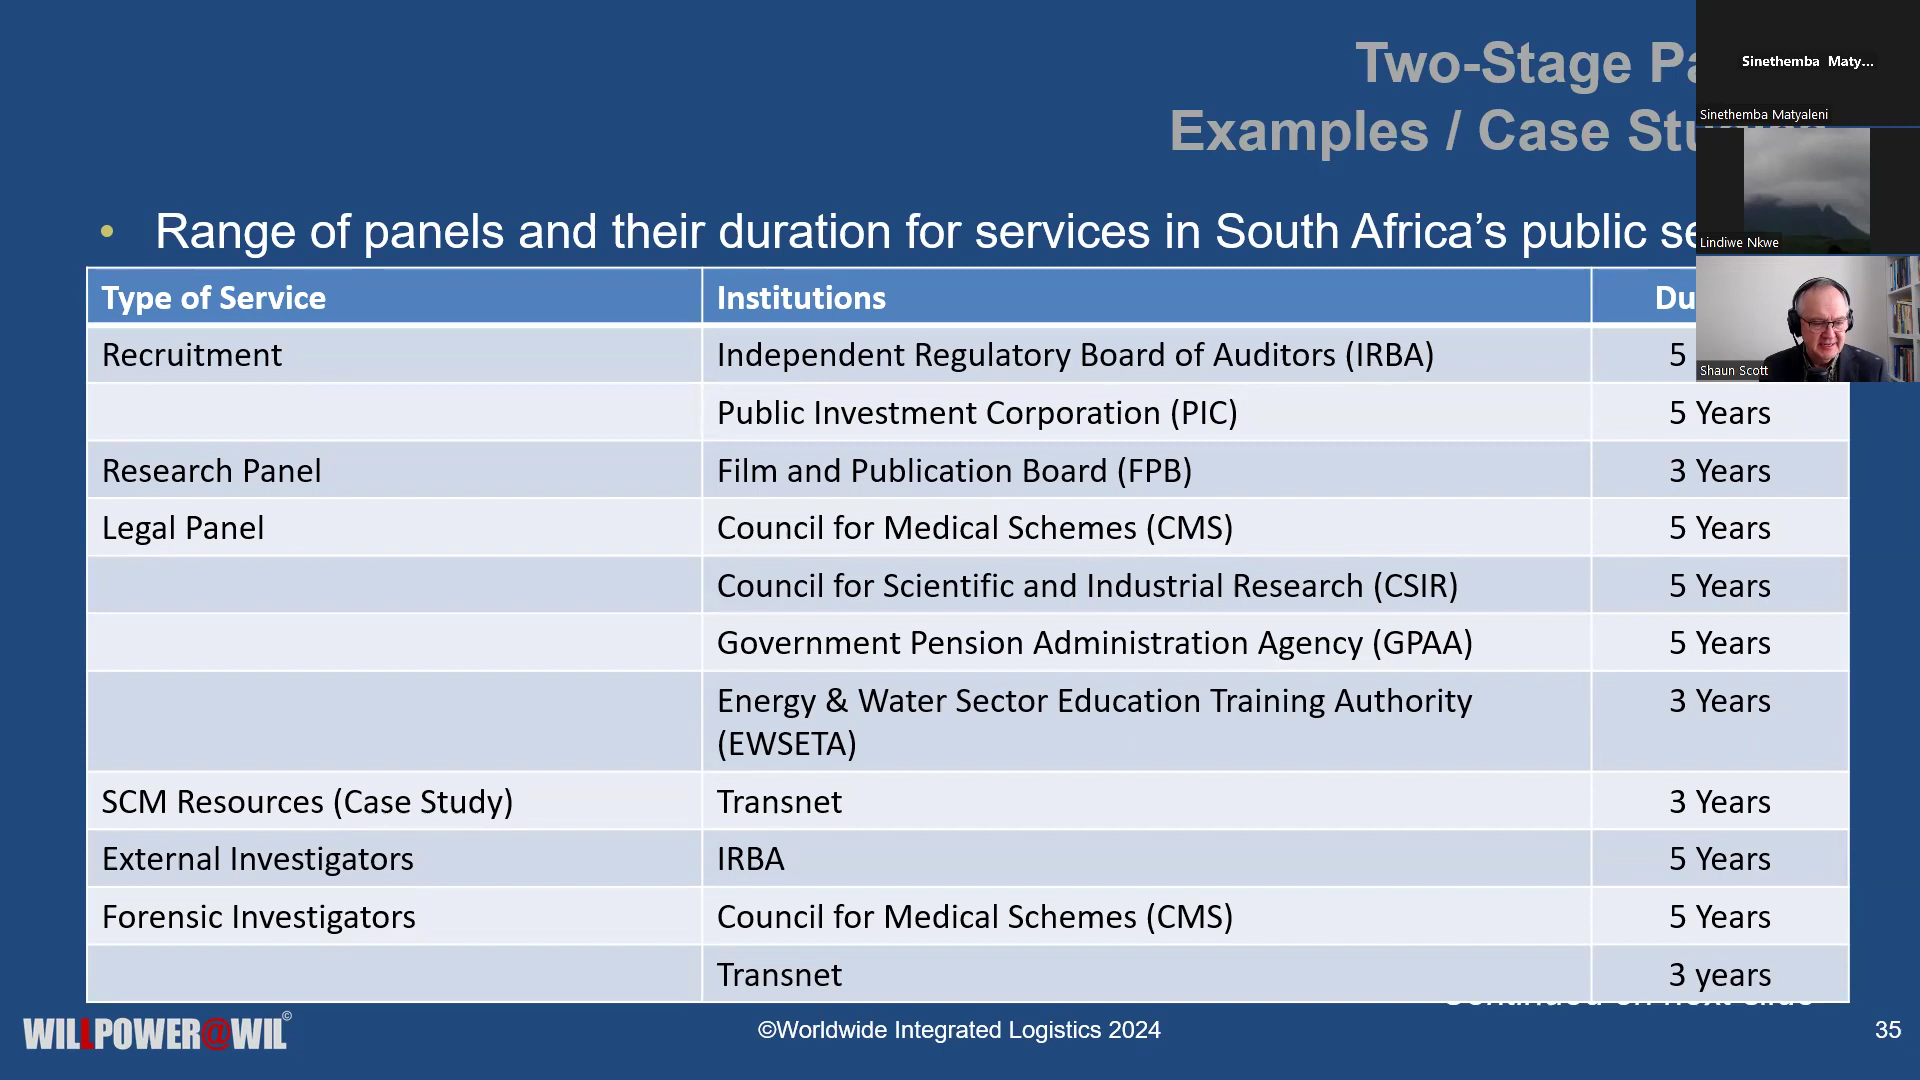 Two-Stage
Examples / Case
• Range of panels and their duration for services in South Africa's public
Type of Service Institutions
Recruitment Independent Regulatory Board of Auditors (IRBA) 5
Public Investment Corporation (PIC) 5 Years
Research Panel Film and Publication Board (FPB) 3 Years
Legal Panel Council for Medical Schemes (CMS) 5 Years
Council for Scientific and Industrial Research (CSIR) 5 Years
Government Pension Administration Agency (GPAA) 5 Years
Energy & Water Sector Education Training Authority 3 Years
(EWSETA)
SCM Resources (Case Study) Transnet 3 Years
External Investigators IRBA 5 Years
Forensic Investigators Council for Medical Schemes (CMS) 5 Years
Transnet 3 years
WILLPOWER@WIL©
©Worldwide Integrated Logistics 2024
35
Sinethemba Maty...
Sinethemba Matyaleni
Lindiwe Nkwe
Shaun Scott